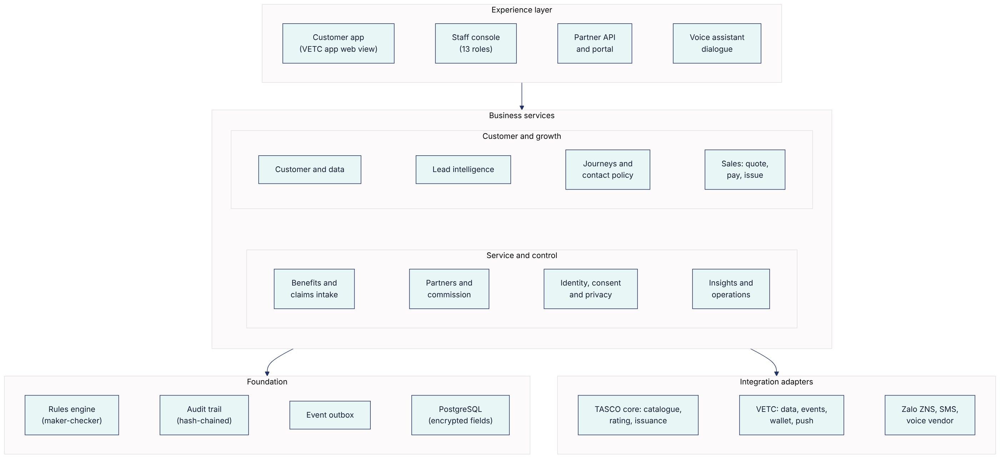 Experience layer
Customer app
(VETC app web view)
Staff console
(13 roles)
Partner API
and portal
Voice assistant
dialogue
Business services
Customer and growth
Customer and data
Lead intelligence
Journeys and
contact policy
Sales: quote,
pay, issue
Service and control
Benefits and
claims intake
Partners and
commission
Identity, consent
and privacy
Insights and
operations
Foundation
Rules engine
(maker-checker)
Audit trail
(hash-chained)
Event outbox
PostgreSQL
(encrypted fields)
Integration adapters
TASCO core: catalogue,
rating, issuance
VETC: data, events,
wallet, push
Zalo ZNS, SMS,
voice vendor